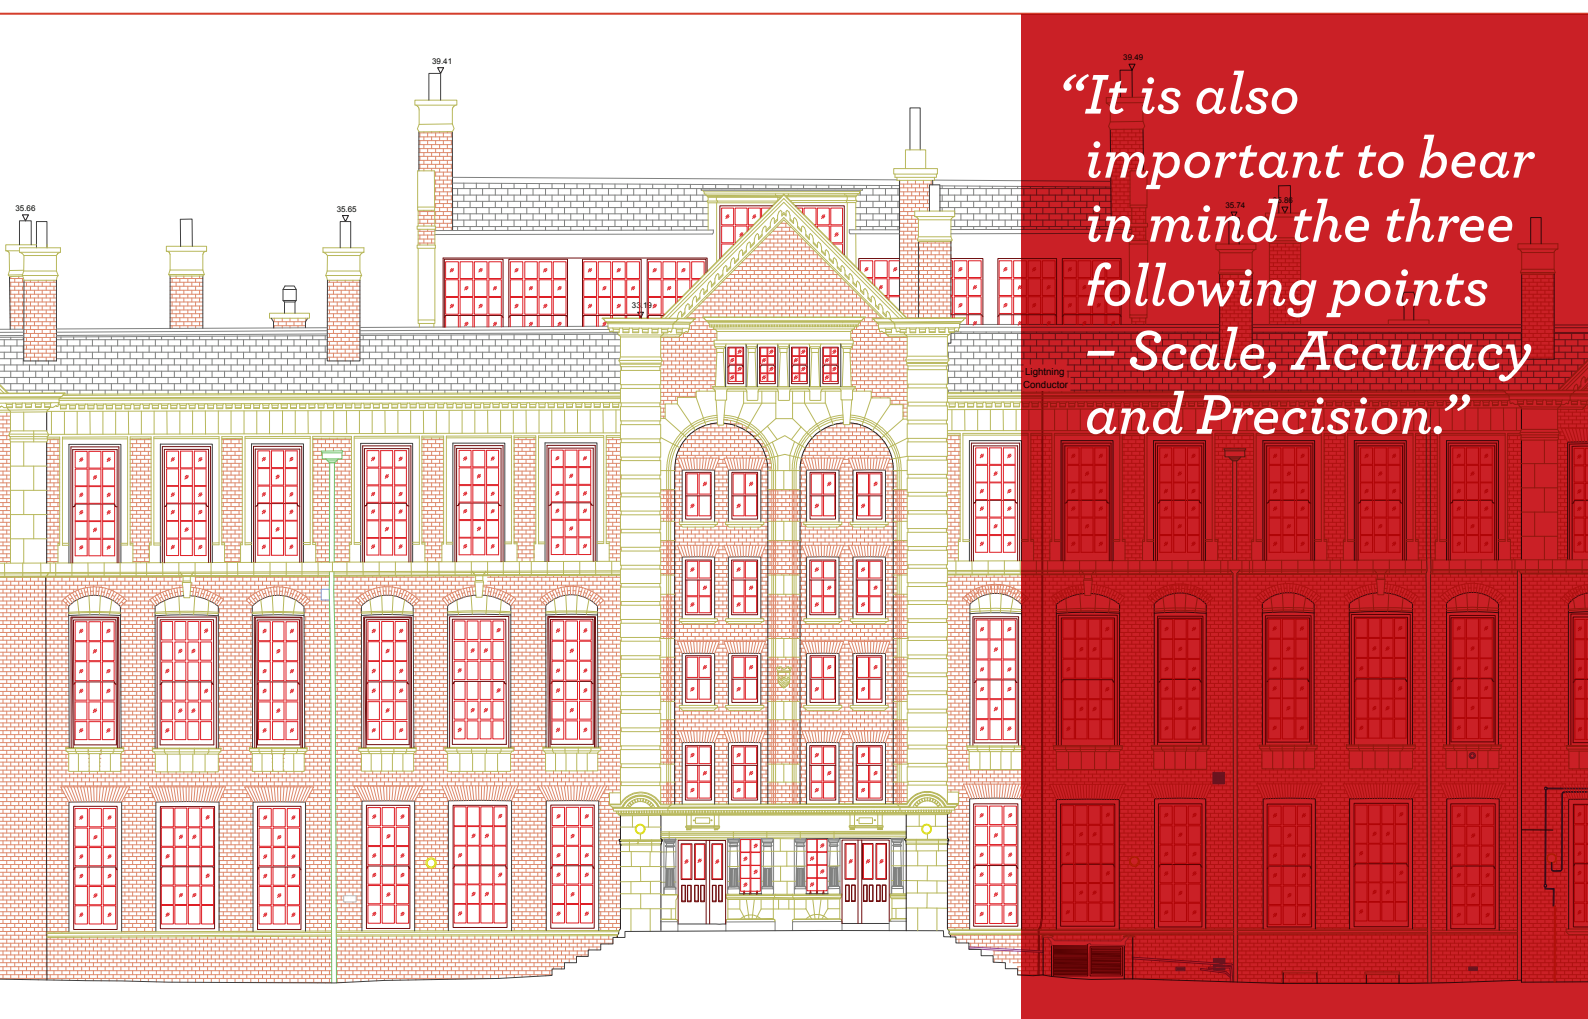 39.41
39.49
“It is also
important to bear
in mind the three
following points
– Scale, Accuracy
and Precision.”
35.66
35.65
35.74
33.19
Lightning
Conductor